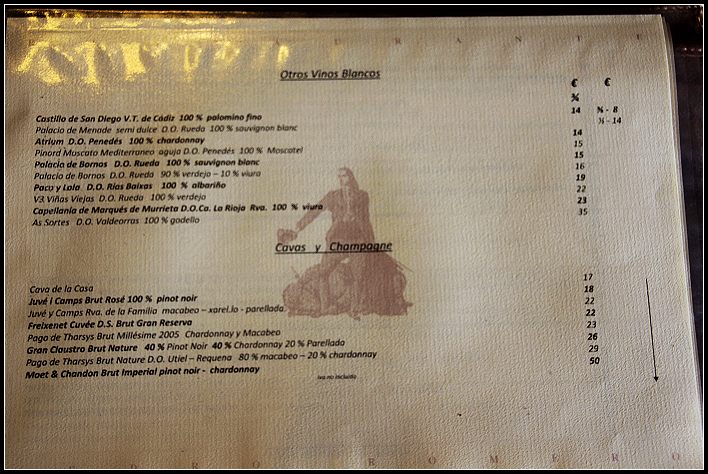 A U R A N T E
Otros Vinos Blancos
€ €
¾
Castillo de San Diego V.T. de Cádiz 100 % palomino fino
Palacio de Menade semi dulce D.O. Rueda 100 % sauvignon blanc
Atrium D.O. Penedés 100 % chardonnay
Pinord Moscato Mediterraneo aguja D.O. Penedés 100 % Moscatel
Palacio de Bornos D.O. Rueda 100 % sauvignon blanc
Palacio de Bornos D.O. Rueda 90 % verdejo – 10 % viura
Paco y Lola D.O. Rias Baixas 100 % albariño
V3 Viñas Viejas D.O. Rueda 100 % verdejo
Capellania de Marqués de Murrieta D.O.Ca. La Rioja Rva. 100 % viura
As Sortes D.O. Valdeorras 100 % godello
14 - 8
- 14
14
15
15
16
19
22
23
35
Cavas y Champagne
Cava de la Casa 17
Juvé i Camps Brut Rosé 100 % pinot noir 18
Juvé y Camps Rva. de la Familia macabeo – xarel.lo - parellada 22
Freixenet Cuvée D.S. Brut Gran Reserva 22
Pago de Tharsys Brut Millésime 2005 Chardonnay y Macabeo 23
Gran Claustro Brut Nature 40 % Pinot Noir 40 % Chardonnay 20 % Parellada 26
Pago de Tharsys Brut Nature D.O. Utiel – Requena 80 % macabeo – 20 % chardonnay 29
Moet & Chandon Brut Imperial pinot noir - chardonnay 50
Iva no incluido
E D R O R O M E R O